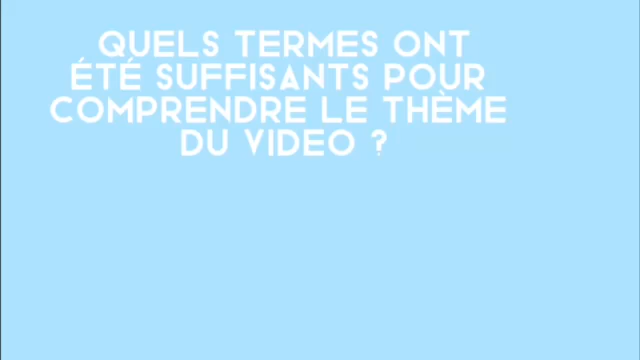 QUELS TERMES ONT
ÉTÉ SUFFISANTS POUR
COMPRENDRE LE THÈME
DU VIDEO ?